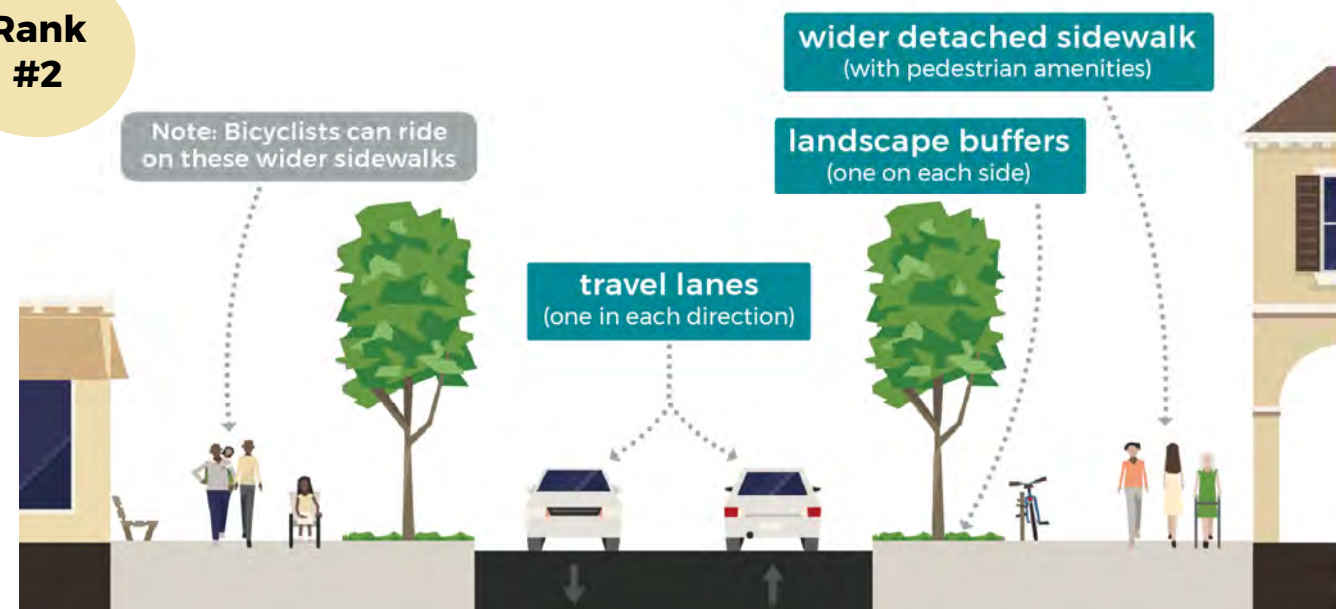 Rank
#2
Note: Bicyclists can ride
on these wider sidewalks
wider detached sidewalk
(with pedestrian amenities)
landscape buffers
(one on each side)
travel lanes
(one in each direction)